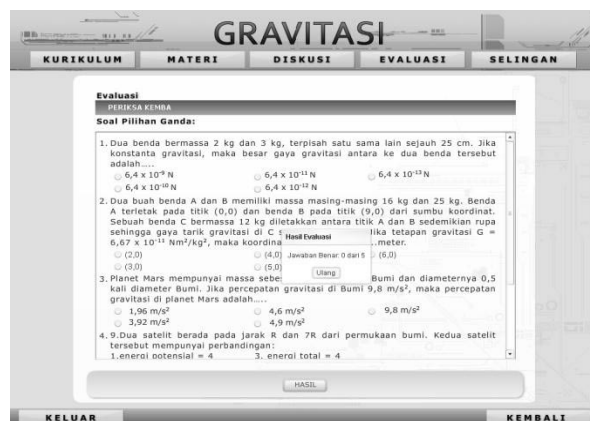 GRAVITASI
KURIKULUM MATERI DISKUSI EVALUASI SELINGAN
Evaluasi
PERIKSA KEMBA
Soal Pilihan Ganda:
1. Dua benda bermassa 2 kg dan 3 kg, terpisah satu sama lain sejauh 25 cm. Jika
konstanta gravitasi, maka besar gaya gravitasi antara ke dua benda tersebut
adalah.....
6,4 x 10⁻⁹ N 6,4 x 10⁻¹¹ N 6,4 x 10⁻¹³ N
6,4 x 10⁻¹⁰ N 6,4 x 10⁻¹² N
2. Dua buah benda A dan B memiliki massa masing-masing 16 kg dan 25 kg. Benda
A terletak pada titik (0,0) dan benda B pada titik (9,0) dari sumbu koordinat.
Sebuah benda C bermassa 12 kg diletakkan antara titik A dan B sedemikian rupa
sehingga gaya tarik gravitasi di C s jika tetapan gravitasi G =
6,67 x 10⁻¹¹ Nm²/kg², maka koordina ...meter.
(2,0) (4,0) (6,0)
(3,0) (5,0)
Hasil Evaluasi
Jawaban Benar: 0 dari 5
Ulang
3. Planet Mars mempunyai massa sebe Bumi dan diameternya 0,5
kali diameter Bumi. Jika percepatan gravitasi di Bumi 9,8 m/s², maka percepatan
gravitasi di planet Mars adalah.....
1,96 m/s² 4,6 m/s² 9,8 m/s²
3,92 m/s² 4,9 m/s²
4. 9.Dua satelit berada pada jarak R dan 7R dari permukaan bumi. Kedua satelit
tersebut mempunyai perbandingan:
1.energi potensial = 4 3. energi total = 4
HASIL
KELUAR KEMBALI